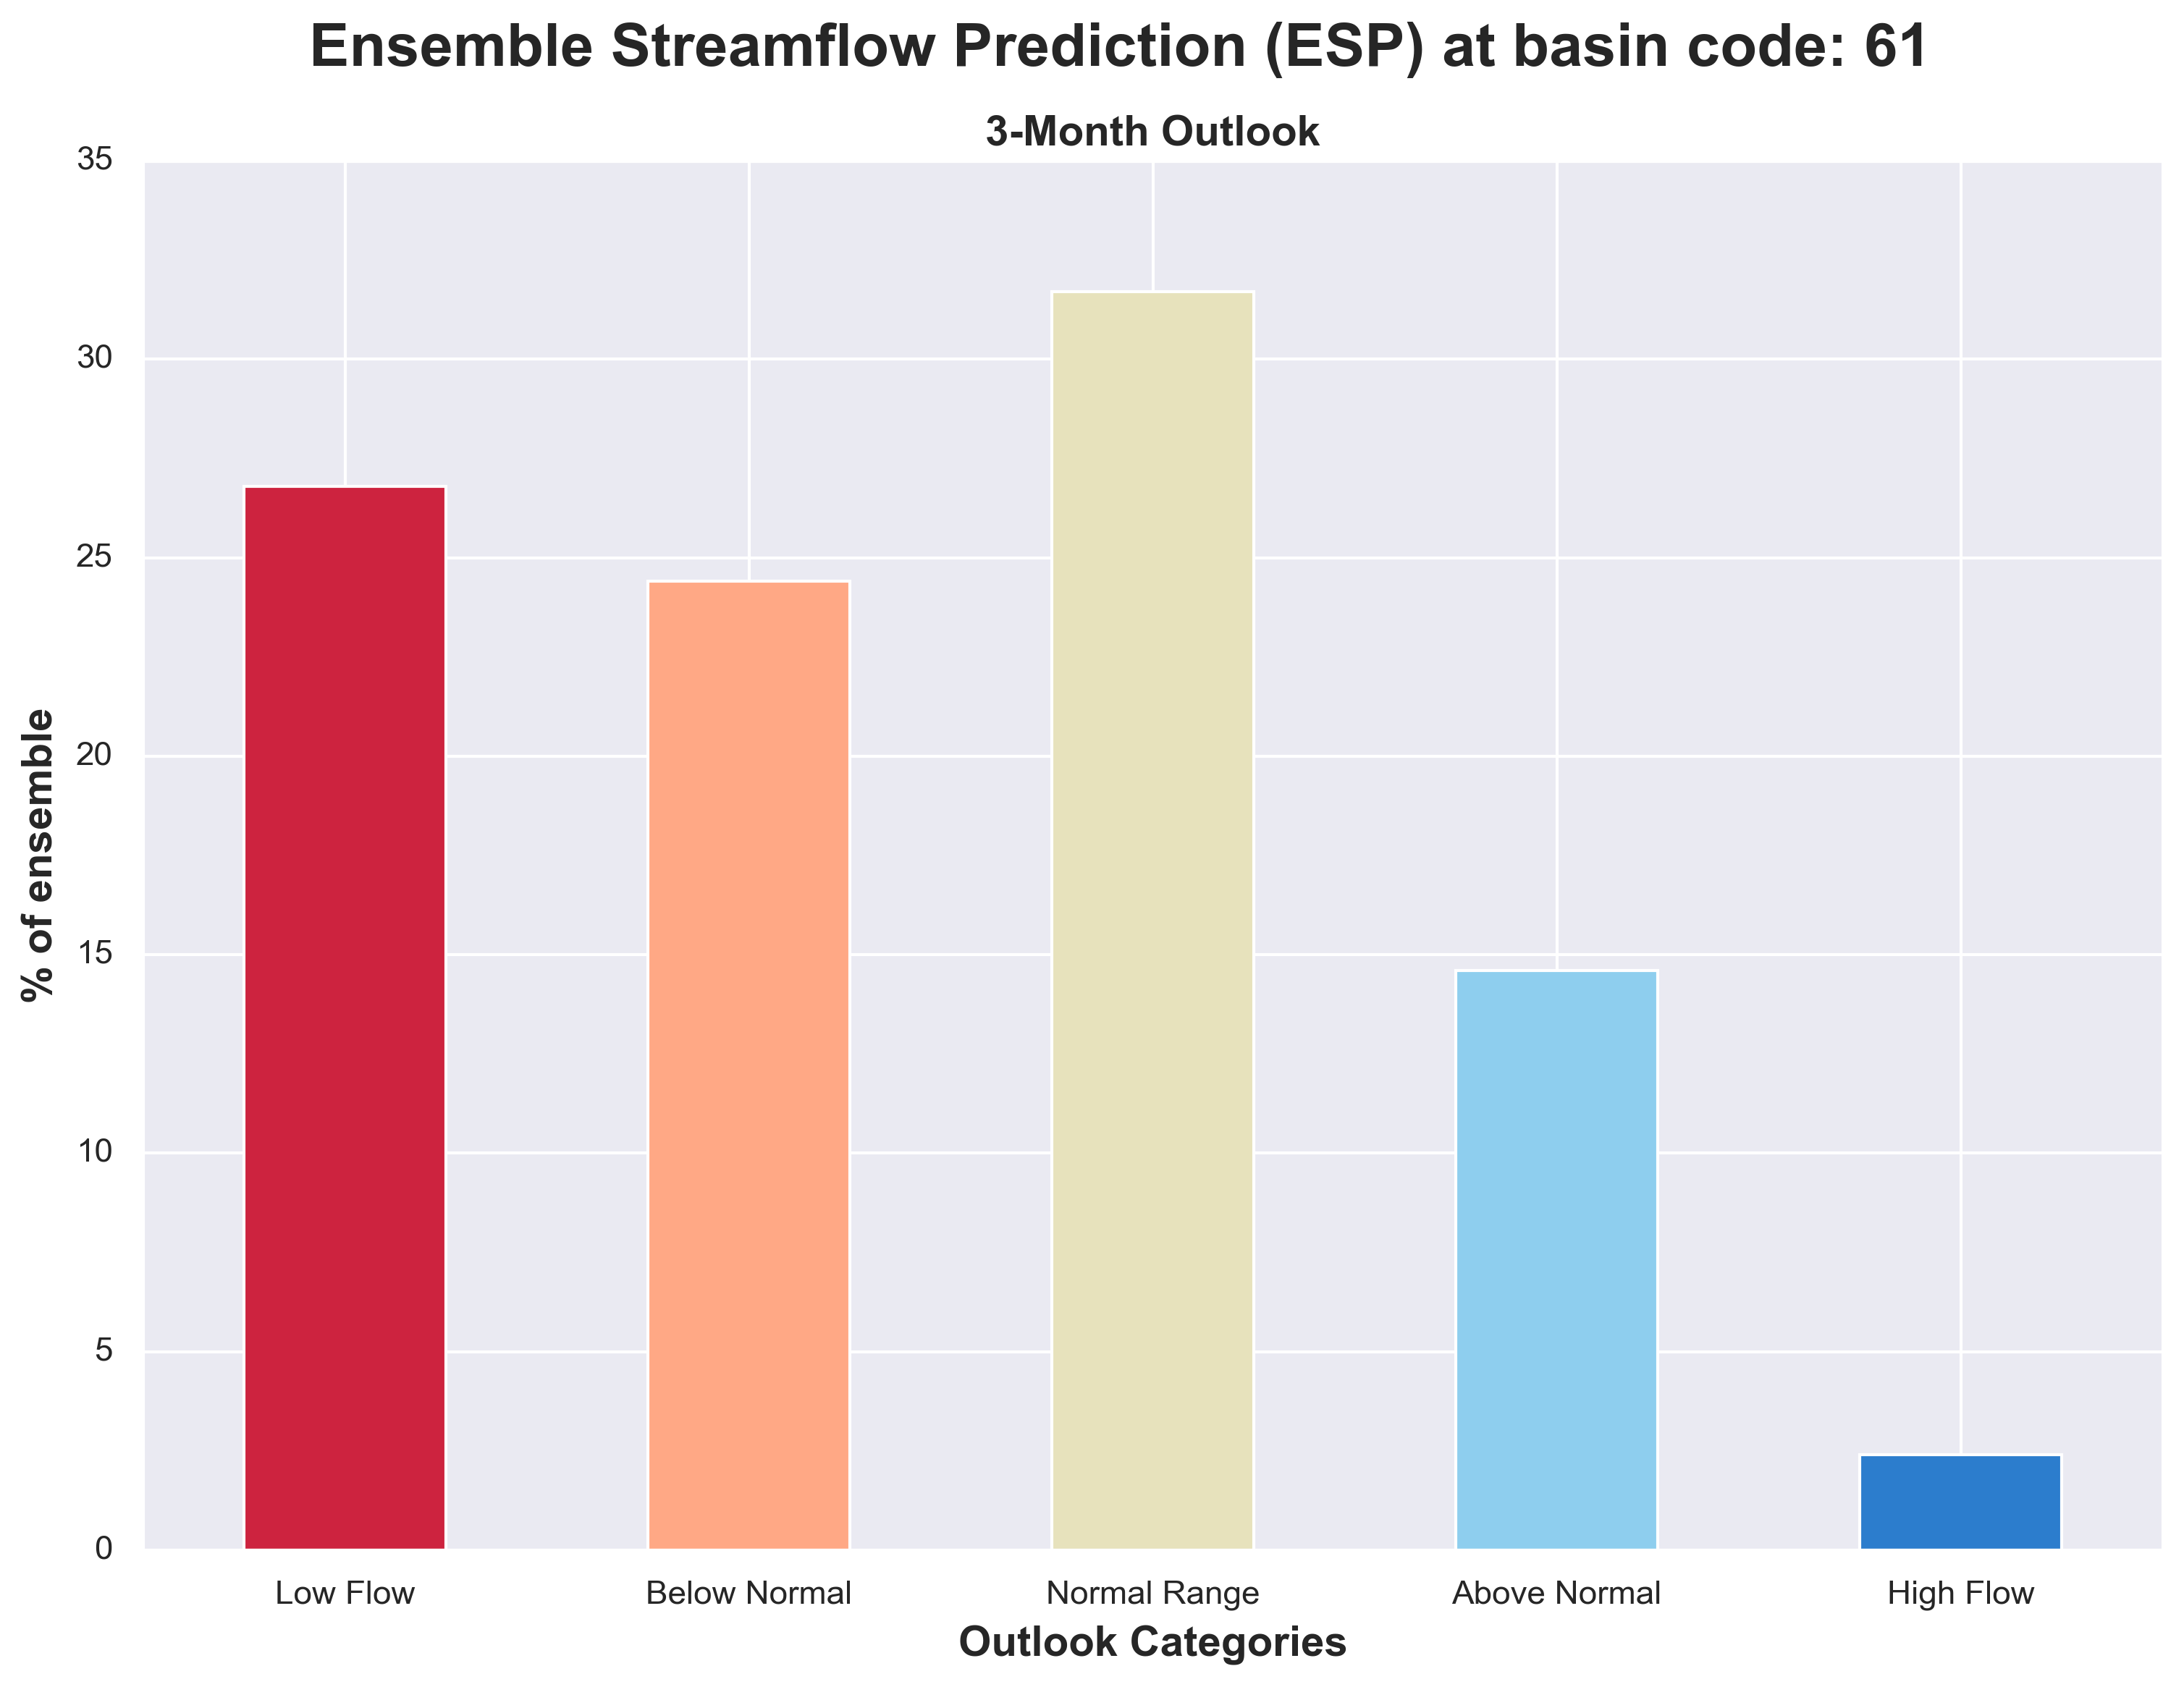 Ensemble Streamflow Prediction (ESP) at basin code: 61
3-Month Outlook
35
30
25
20
15
10
5
0
% of ensemble
Low Flow Below Normal Normal Range Above Normal High Flow
Outlook Categories